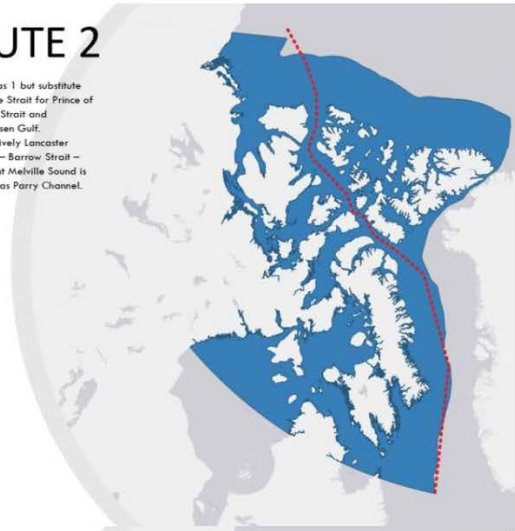 UTE 2
as 1 but substitute
e Strait for Prince of
Strait and
sen Gulf.
ively Lancaster
– Barrow Strait –
nt Melville Sound is
as Parry Channel.